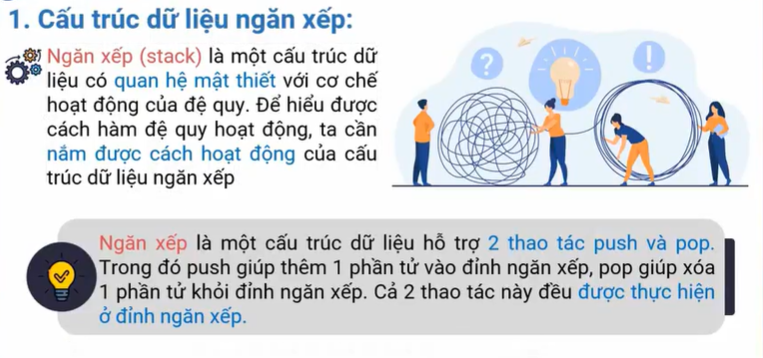 1. Cấu trúc dữ liệu ngăn xếp:
Ngăn xếp (stack) là một cấu trúc dữ
liệu có quan hệ mật thiết với cơ chế
hoạt động của đệ quy. Để hiểu được
cách hàm đệ quy hoạt động, ta cần
nắm được cách hoạt động của cấu
trúc dữ liệu ngăn xếp
?
!
Ngăn xếp là một cấu trúc dữ liệu hỗ trợ 2 thao tác push và pop.
Trong đó push giúp thêm 1 phần tử vào đỉnh ngăn xếp, pop giúp xóa
1 phần tử khỏi đỉnh ngăn xếp. Cả 2 thao tác này đều được thực hiện
ở đỉnh ngăn xếp.